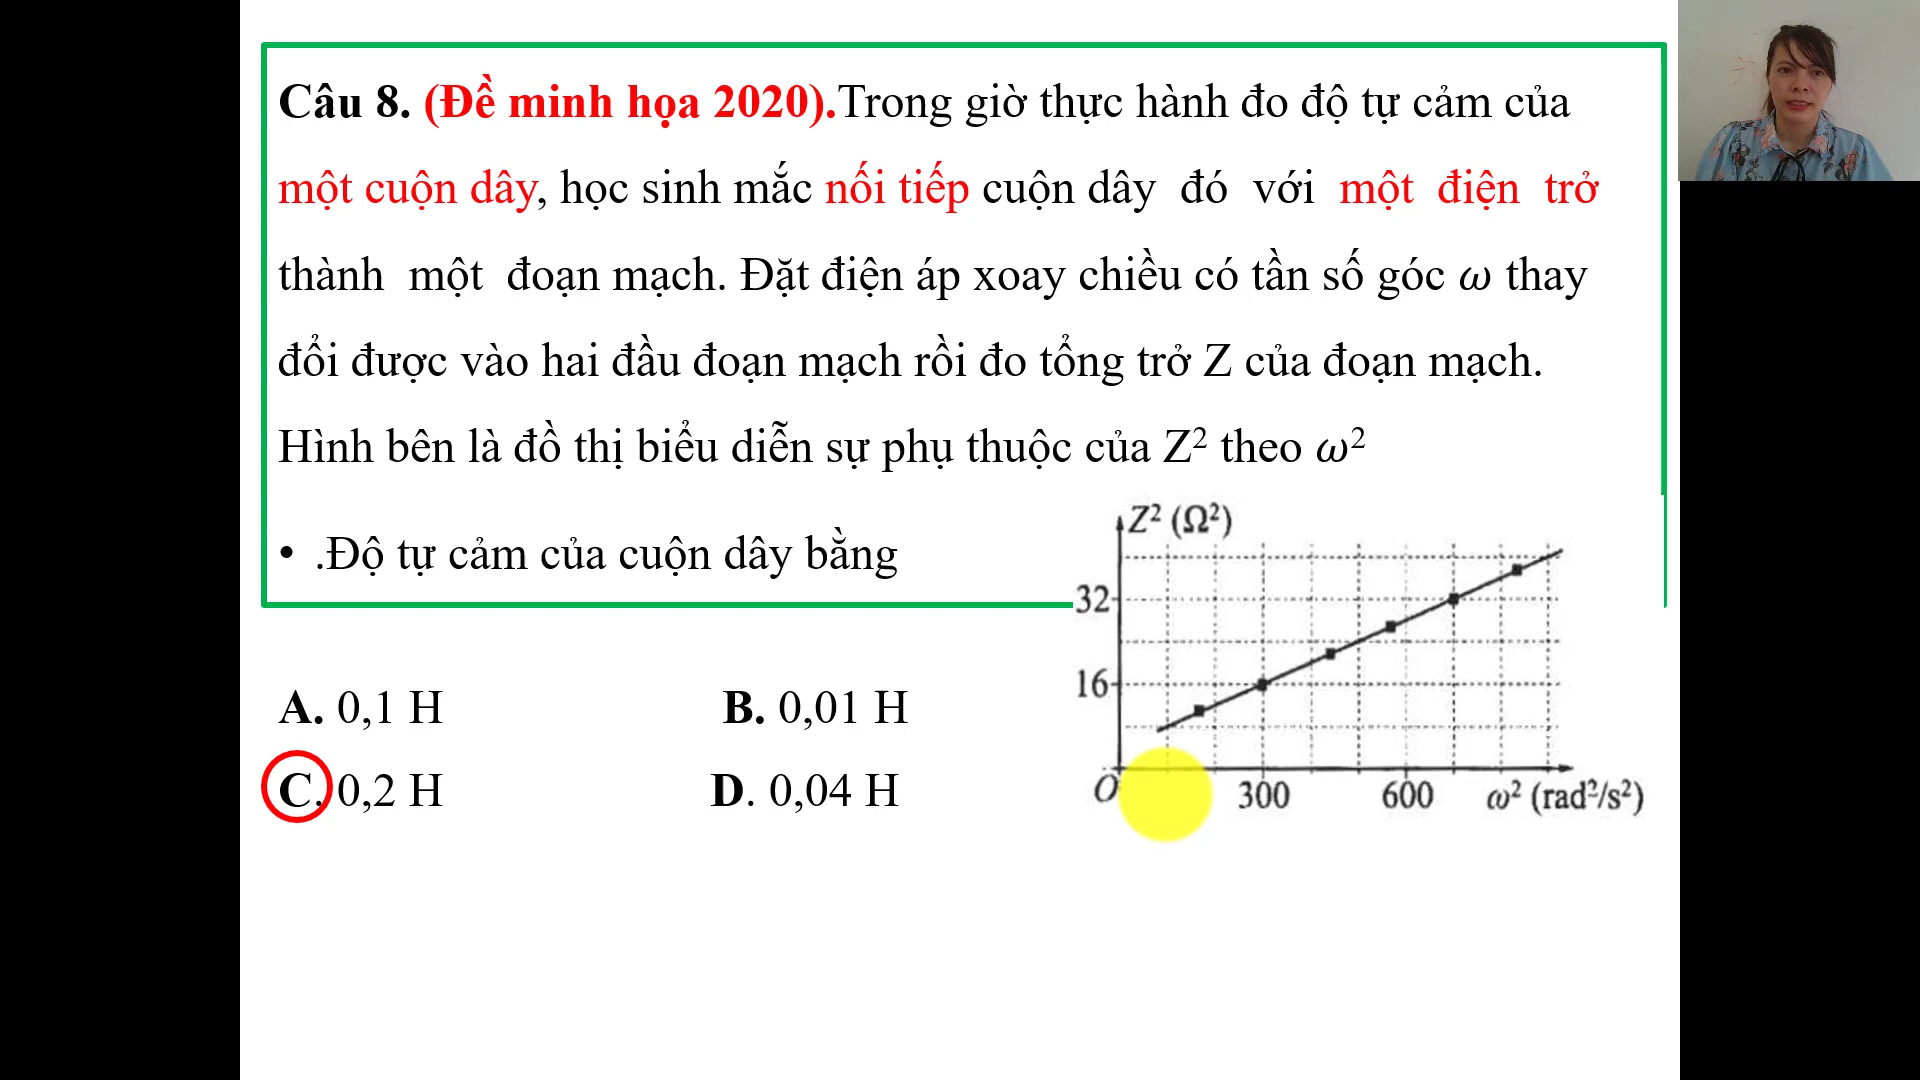 Câu 8. (Đề minh họa 2020).Trong giờ thực hành đo độ tự cảm của
một cuộn dây, học sinh mắc nối tiếp cuộn dây đó với một điện trở
thành một đoạn mạch. Đặt điện áp xoay chiều có tần số góc ω thay
đổi được vào hai đầu đoạn mạch rồi đo tổng trở Z của đoạn mạch.
Hình bên là đồ thị biểu diễn sự phụ thuộc của Z² theo ω²
• .Độ tự cảm của cuộn dây bằng
Z² (Ω²)
32
16
O 300 600 ω² (rad²/s²)
A. 0,1 H B. 0,01 H
C. 0,2 H D. 0,04 H